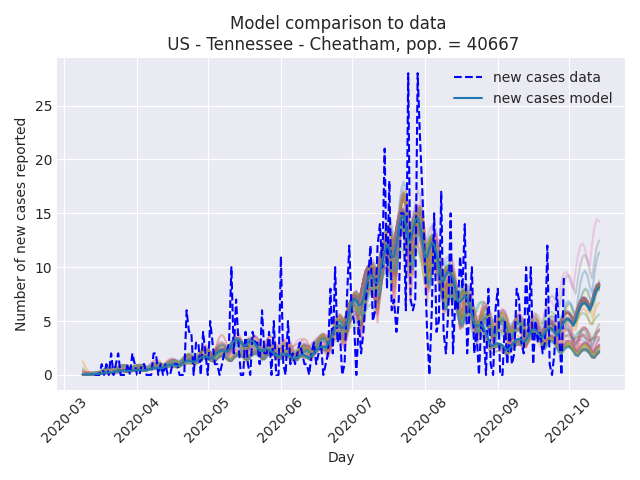 Model comparison to data
US - Tennessee - Cheatham, pop. = 40667
new cases data
new cases model
Number of new cases reported
25
20
15
10
5
0
2020-03
2020-04
2020-05
2020-06
2020-07
2020-08
2020-09
2020-10
Day